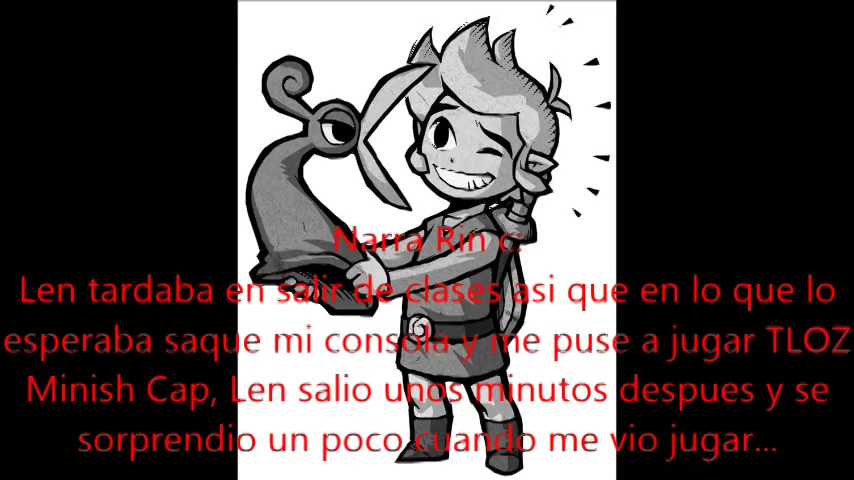 Narra Rin c:
Len tardaba en salir de clases asi que en lo que lo
esperaba saque mi consola y me puse a jugar TLOZ
Minish Cap, Len salio unos minutos despues y se
sorprendio un poco cuando me vio jugar...